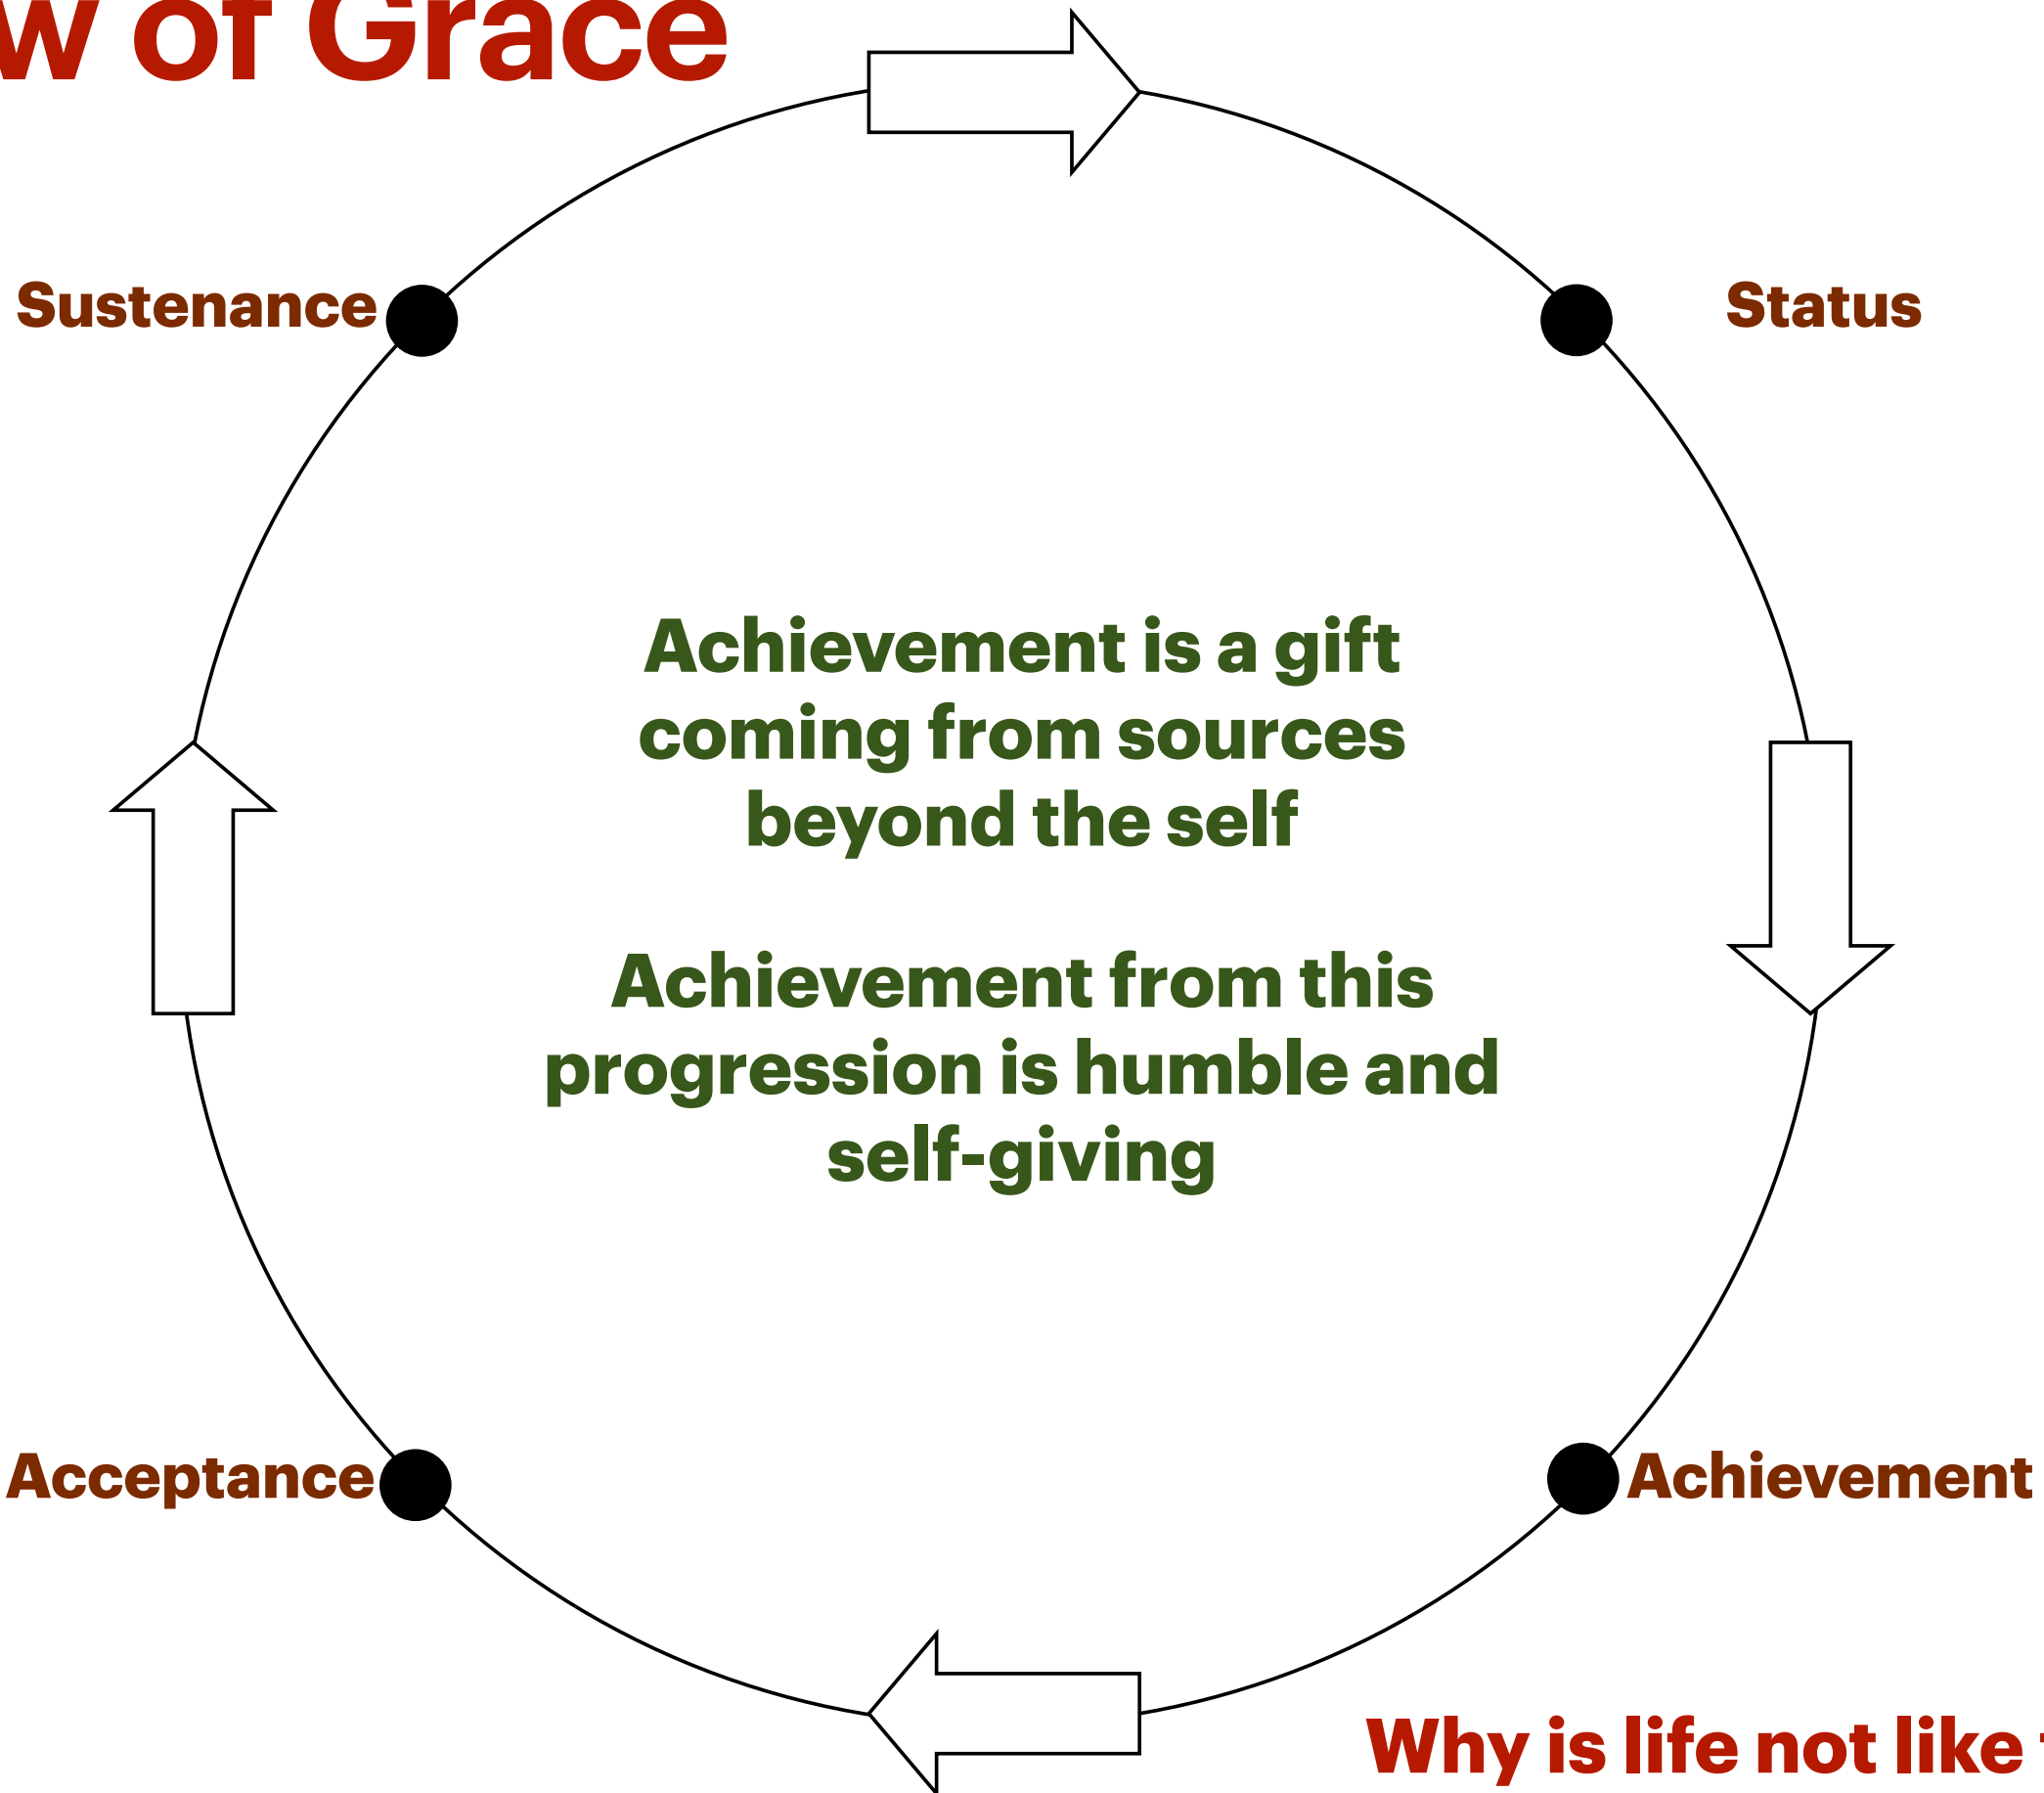 w of Grace
Sustenance
Status
Achievement is a gift
coming from sources
beyond the self
Achievement from this
progression is humble and
self-giving
Acceptance
Achievement
Why is life not like